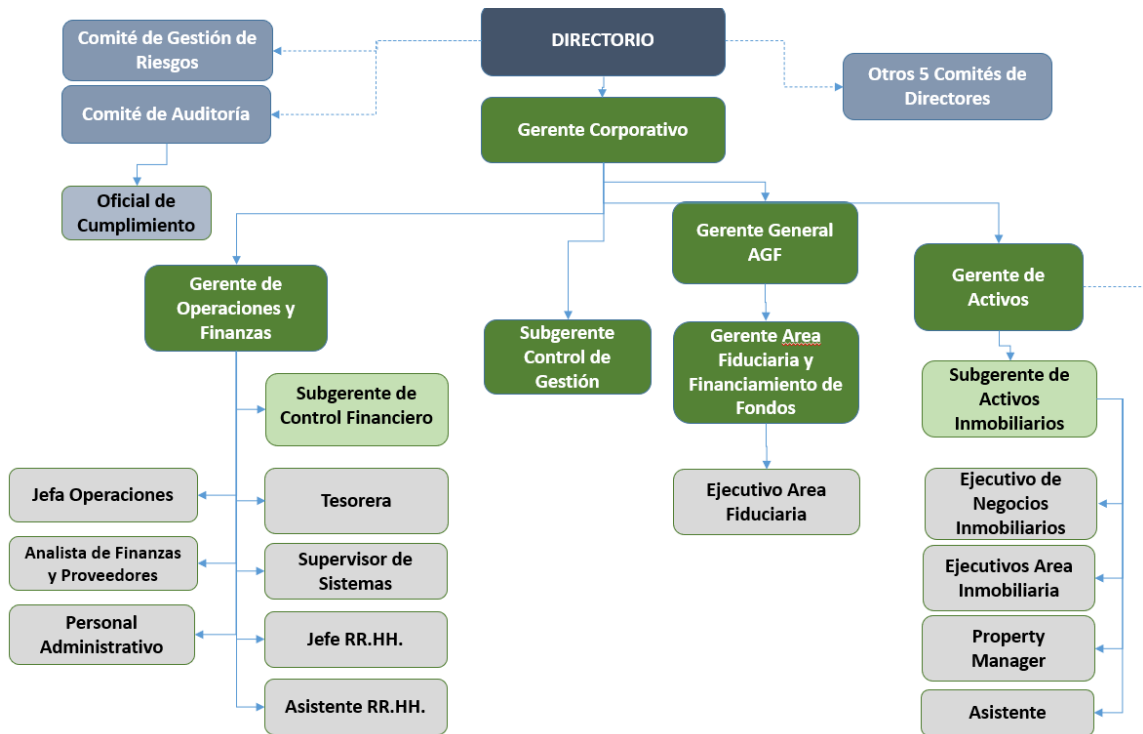 DIRECTORIO
Comité de Gestión de
Riesgos
Comité de Auditoría
Otros 5 Comités de
Directores
Gerente Corporativo
Oficial de
Cumplimiento
Gerente de
Operaciones y
Finanzas
Subgerente
Control de
Gestión
Gerente General
AGF
Gerente de
Activos
Gerente Area
Fiduciaria y
Financiamiento de
Fondos
Subgerente de
Control Financiero
Subgerente de
Activos
Inmobiliarios
Jefa Operaciones
Tesorera
Ejecutivo Area
Fiduciaria
Ejecutivo de
Negocios
Inmobiliarios
Analista de Finanzas
y Proveedores
Supervisor de
Sistemas
Ejecutivos Area
Inmobiliaria
Personal
Administrativo
Jefe RR.HH.
Property
Manager
Asistente RR.HH.
Asistente